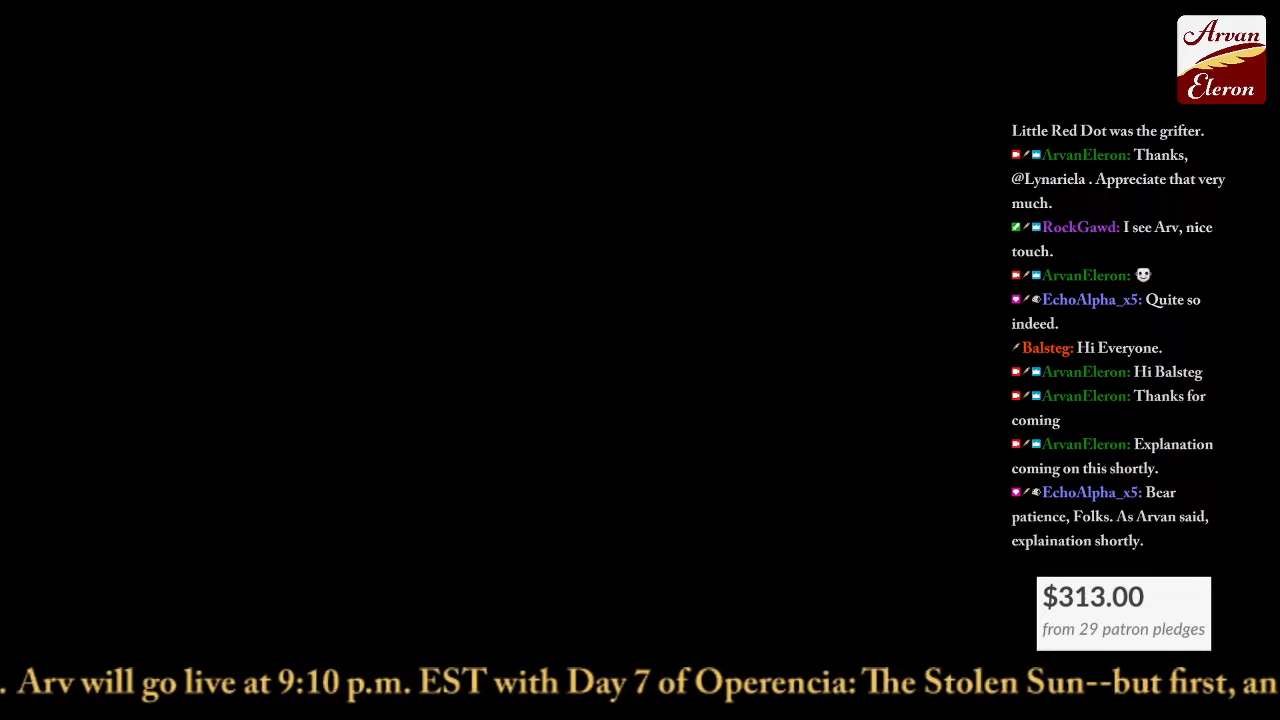 Arvan
Eleron
Little Red Dot was the grifter.
ArvanEleron: Thanks,
@Lynariela . Appreciate that very
much.
RockGawd: I see Arv, nice
touch.
ArvanEleron:
EchoAlpha_x5: Quite so
indeed.
Balsteg: Hi Everyone.
ArvanEleron: Hi Balsteg
ArvanEleron: Thanks for
coming
ArvanEleron: Explanation
coming on this shortly.
EchoAlpha_x5: Bear
patience, Folks. As Arvan said,
explaination shortly.
$313.00
from 29 patron pledges
. Arv will go live at 9:10 p.m. EST with Day 7 of Operencia: The Stolen Sun--but first, an